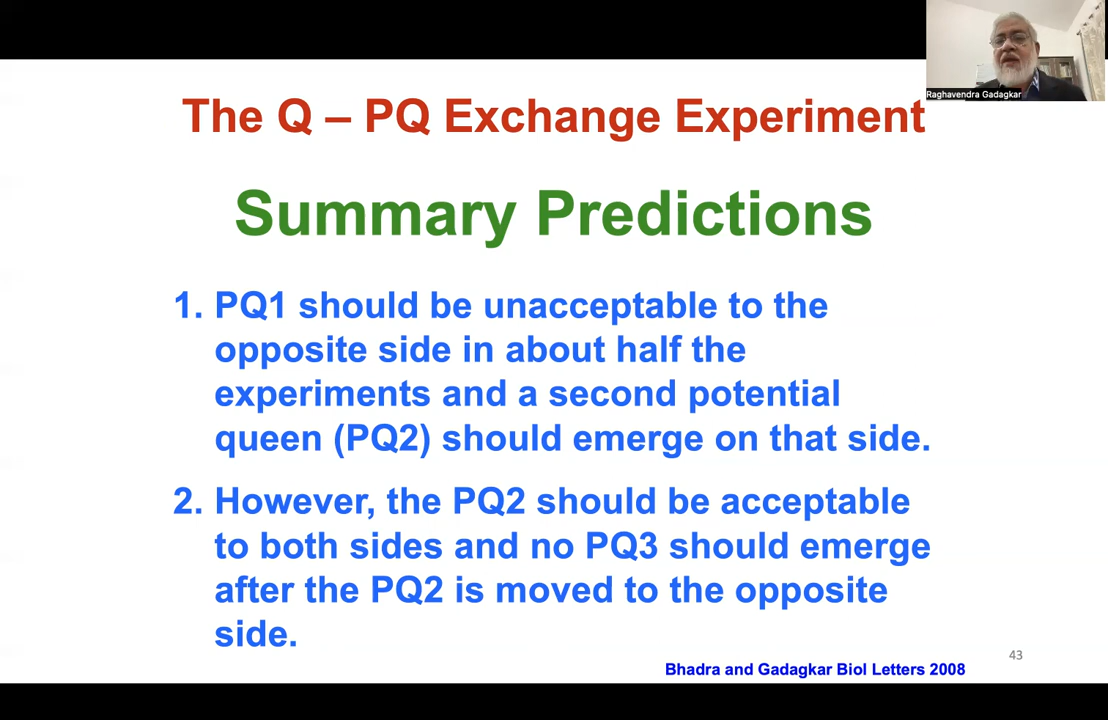 Raghavendra Gadagkar
The Q – PQ Exchange Experiment
Summary Predictions
1. PQ1 should be unacceptable to the
opposite side in about half the
experiments and a second potential
queen (PQ2) should emerge on that side.
2. However, the PQ2 should be acceptable
to both sides and no PQ3 should emerge
after the PQ2 is moved to the opposite
side.
43
Bhadra and Gadagkar Biol Letters 2008